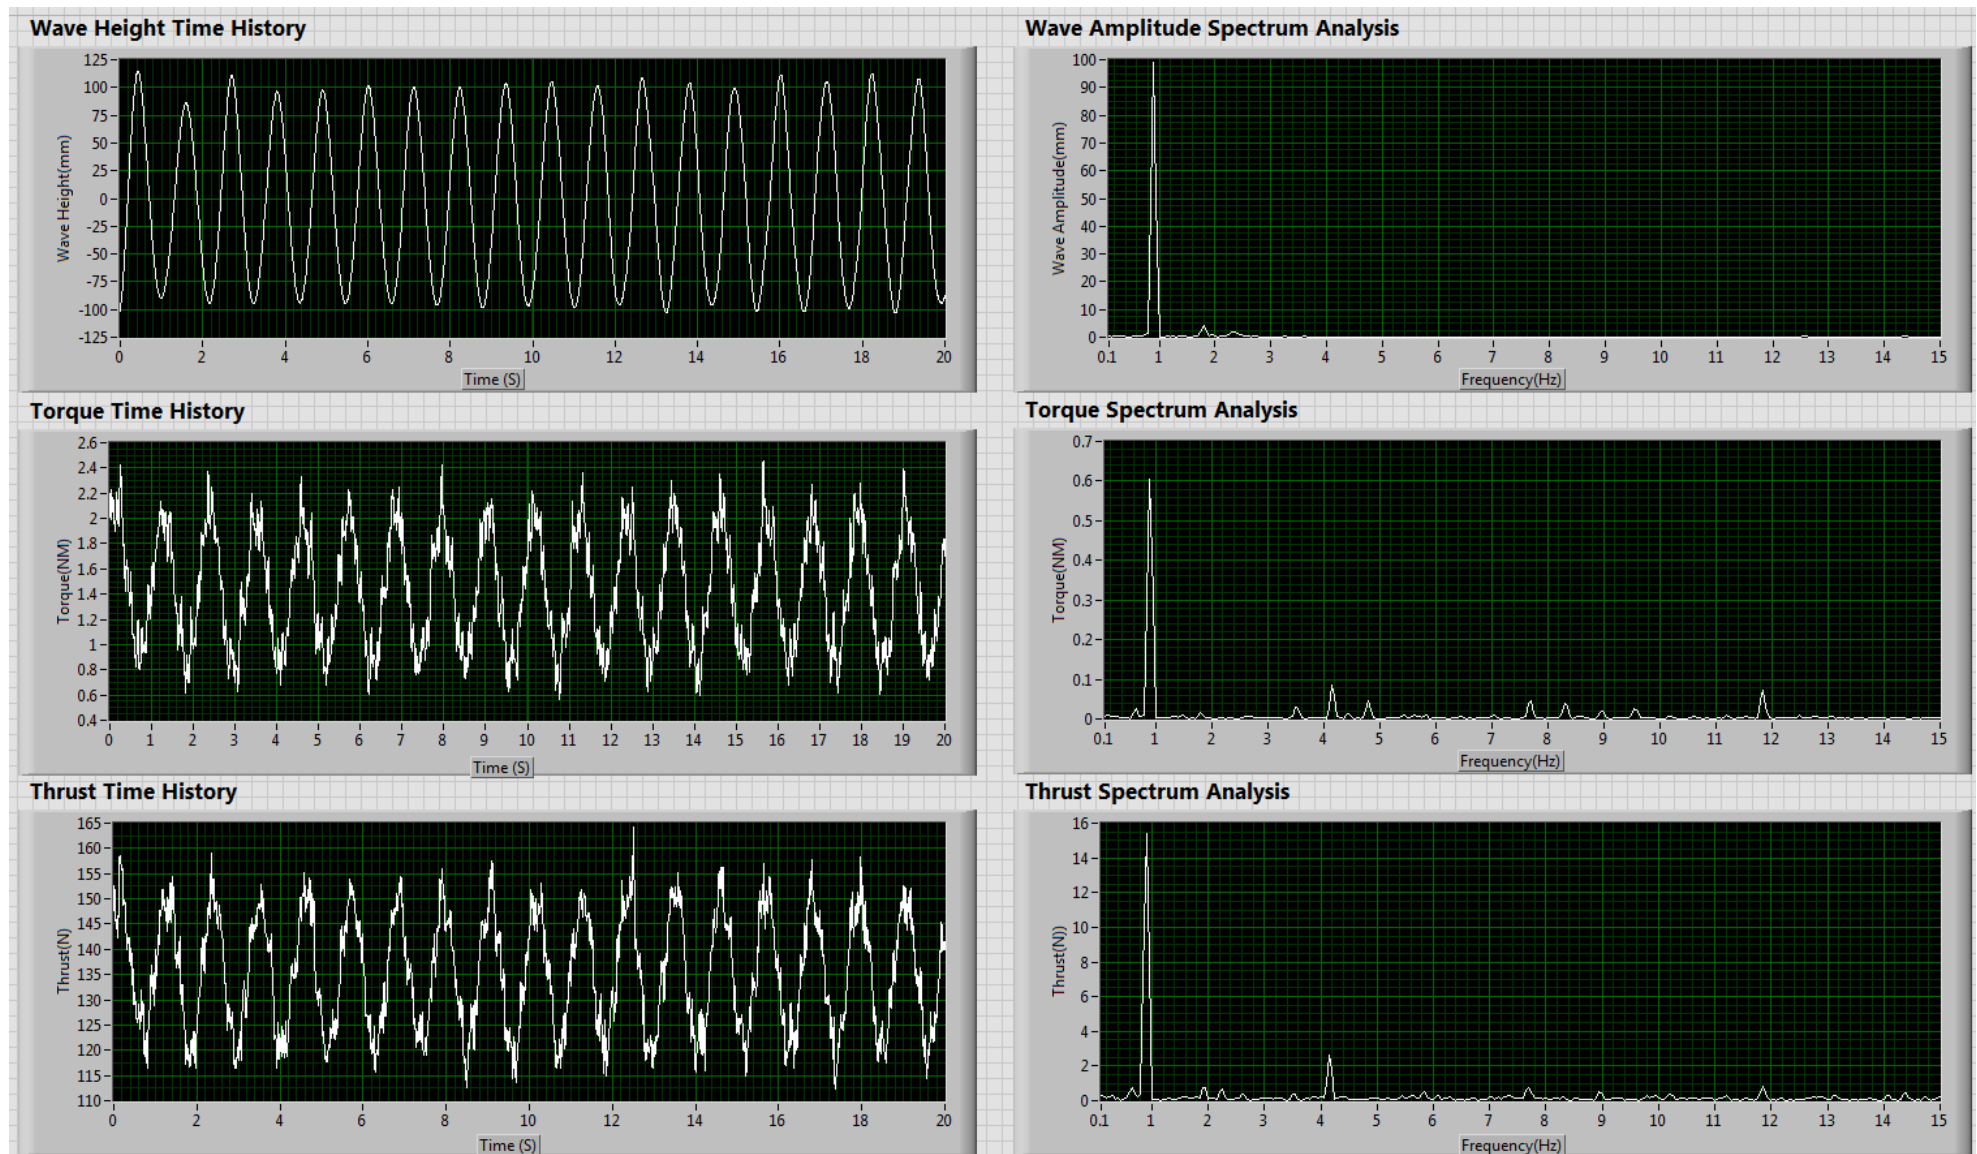 Wave Height Time History
125
100
75
50
25
0
-25
-50
-75
-100
-125
Wave Height(mm)
0 2 4 6 8 10 12 14 16 18 20
Time (S)
Wave Amplitude Spectrum Analysis
100
90
80
70
60
50
40
30
20
10
0
Wave Amplitude(mm)
0.1 1 2 3 4 5 6 7 8 9 10 11 12 13 14 15
Frequency(Hz)
Torque Time History
2.6
2.4
2.2
2
1.8
1.6
1.4
1.2
1
0.8
0.6
0.4
Torque(NM)
0 1 2 3 4 5 6 7 8 9 10 11 12 13 14 15 16 17 18 19 20
Time (S)
Torque Spectrum Analysis
0.7
0.6
0.5
0.4
0.3
0.2
0.1
0
Torque(NM)
0.1 1 2 3 4 5 6 7 8 9 10 11 12 13 14 15
Frequency(Hz)
Thrust Time History
165
160
155
150
145
140
135
130
125
120
115
110
Thrust(N)
0 2 4 6 8 10 12 14 16 18 20
Time (S)
Thrust Spectrum Analysis
16
14
12
10
8
6
4
2
0
Thrust(N))
0.1 1 2 3 4 5 6 7 8 9 10 11 12 13 14 15
Frequency(Hz)